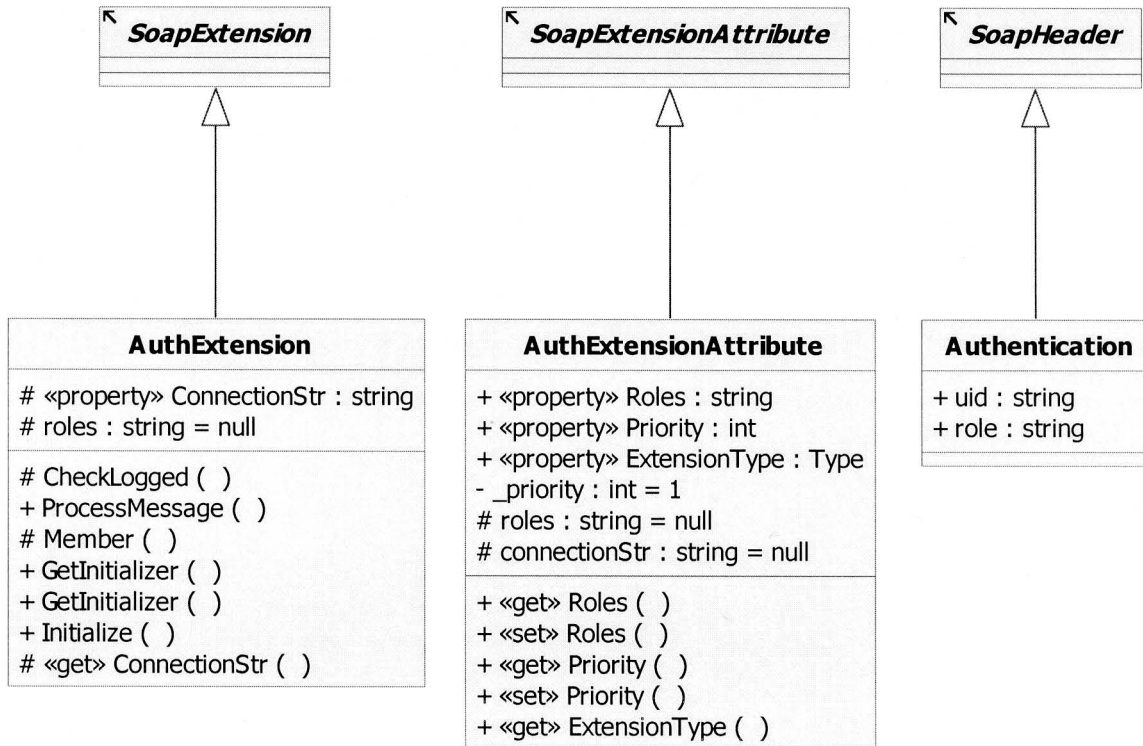 SoapExtension
SoapExtensionAttribute
SoapHeader
AuthExtension
# «property» ConnectionStr : string
# roles : string = null
# CheckLogged ( )
+ ProcessMessage ( )
# Member ( )
+ GetInitializer ( )
+ GetInitializer ( )
+ Initialize ( )
# «get» ConnectionStr ( )
AuthExtensionAttribute
+ «property» Roles : string
+ «property» Priority : int
+ «property» ExtensionType : Type
- _priority : int = 1
# roles : string = null
# connectionStr : string = null
+ «get» Roles ( )
+ «set» Roles ( )
+ «get» Priority ( )
+ «set» Priority ( )
+ «get» ExtensionType ( )
Authentication
+ uid : string
+ role : string